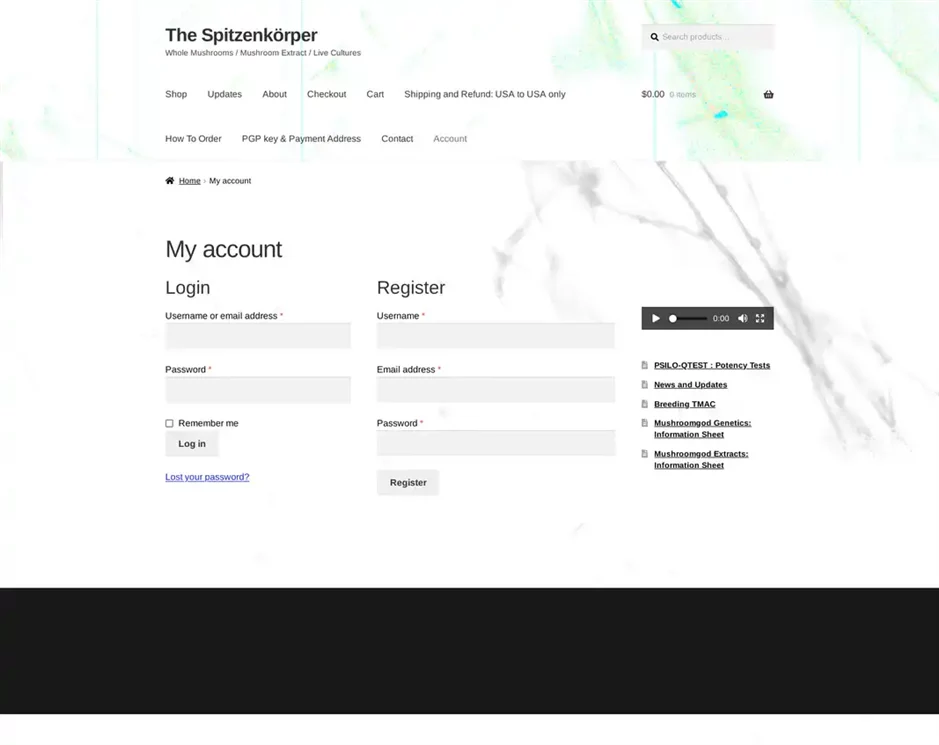 The Spitzenkörper
Whole Mushrooms / Mushroom Extract / Live Cultures
Search products…
Shop Updates About Checkout Cart Shipping and Refund: USA to USA only
$0.00 0 items
How To Order PGP key & Payment Address Contact Account
Home › My account
My account
Login
Username or email address *
Password *
Remember me
Log in
Lost your password?
Register
Username *
Email address *
Password *
Register
0:00
PSILO-QTEST : Potency Tests
News and Updates
Breeding TMAC
Mushroomgod Genetics:
Information Sheet
Mushroomgod Extracts:
Information Sheet